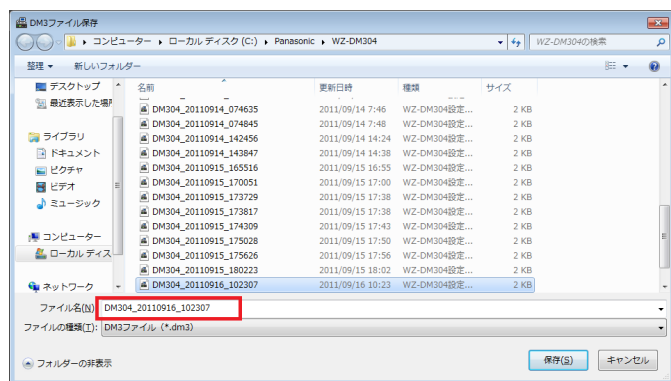 DM3ファイル保存
コンピューター ▸ ローカル ディスク (C:) ▸ Panasonic ▸ WZ-DM304
WZ-DM304の検索
整理 新しいフォルダー
デスクトップ
最近表示した場所
ライブラリ
ドキュメント
ピクチャ
ビデオ
ミュージック
コンピューター
ローカル ディス
ネットワーク
名前 更新日時 種類 サイズ
DM304_20110914_074635 2011/09/14 7:46 WZ-DM304設定... 2 KB
DM304_20110914_074845 2011/09/14 7:48 WZ-DM304設定... 2 KB
DM304_20110914_142456 2011/09/14 14:24 WZ-DM304設定... 2 KB
DM304_20110914_143847 2011/09/14 14:38 WZ-DM304設定... 2 KB
DM304_20110915_165516 2011/09/15 16:55 WZ-DM304設定... 2 KB
DM304_20110915_170051 2011/09/15 17:00 WZ-DM304設定... 2 KB
DM304_20110915_173729 2011/09/15 17:38 WZ-DM304設定... 2 KB
DM304_20110915_173817 2011/09/15 17:38 WZ-DM304設定... 2 KB
DM304_20110915_174309 2011/09/15 17:43 WZ-DM304設定... 2 KB
DM304_20110915_175028 2011/09/15 17:50 WZ-DM304設定... 2 KB
DM304_20110915_175626 2011/09/15 17:56 WZ-DM304設定... 2 KB
DM304_20110915_180223 2011/09/15 18:02 WZ-DM304設定... 2 KB
DM304_20110916_102307 2011/09/16 10:23 WZ-DM304設定... 2 KB
ファイル名(N): DM304_20110916_102307
ファイルの種類(T): DM3ファイル (*.dm3)
フォルダーの非表示 保存(S) キャンセル